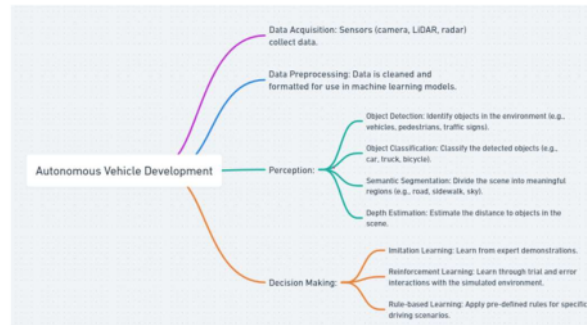 Data Acquisition: Sensors (camera, LiDAR, radar)
collect data.
Data Preprocessing: Data is cleaned and
formatted for use in machine learning models.
Autonomous Vehicle Development
Perception:
Object Detection: Identify objects in the environment (e.g.,
vehicles, pedestrians, traffic signs).
Object Classification: Classify the detected objects (e.g.,
car, truck, bicycle).
Semantic Segmentation: Divide the scene into meaningful
regions (e.g., road, sidewalk, sky).
Depth Estimation: Estimate the distance to objects in the
scene.
Decision Making:
Imitation Learning: Learn from expert demonstrations.
Reinforcement Learning: Learn through trial and error
interactions with the simulated environment.
Rule-based Learning: Apply pre-defined rules for specific
driving scenarios.